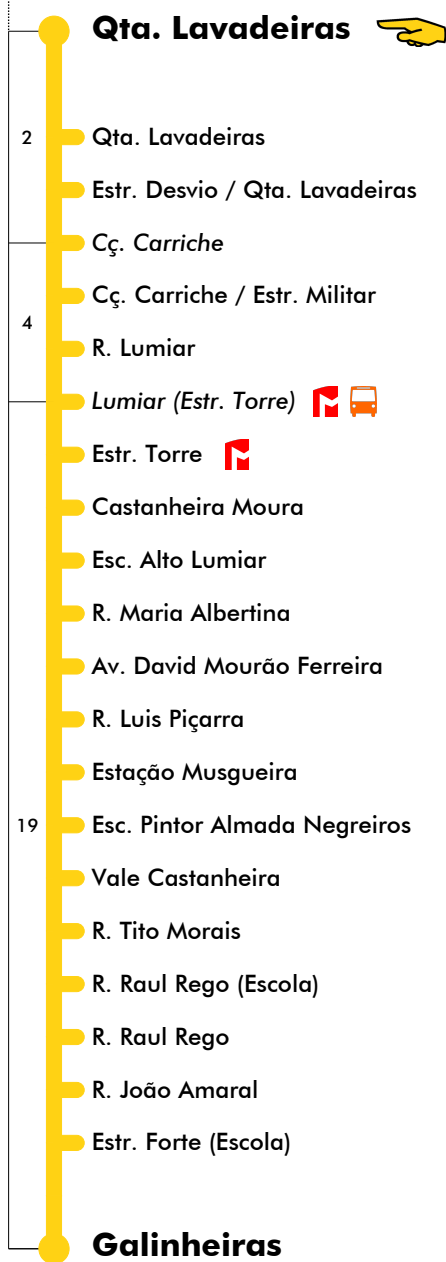 Qta. Lavadeiras
2
Qta. Lavadeiras
Estr. Desvio / Qta. Lavadeiras
Cç. Carriche
Cç. Carriche / Estr. Militar
4
R. Lumiar
Lumiar (Estr. Torre)
Estr. Torre
Castanheira Moura
Esc. Alto Lumiar
R. Maria Albertina
Av. David Mourão Ferreira
R. Luis Piçarra
Estação Musgueira
19
Esc. Pintor Almada Negreiros
Vale Castanheira
R. Tito Morais
R. Raul Rego (Escola)
R. Raul Rego
R. João Amaral
Estr. Forte (Escola)
Galinheiras